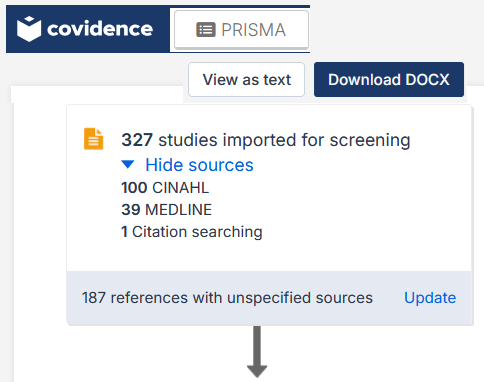 covidence
PRISMA
View as text
Download DOCX
327 studies imported for screening
Hide sources
100 CINAHL
39 MEDLINE
1 Citation searching
187 references with unspecified sources
Update